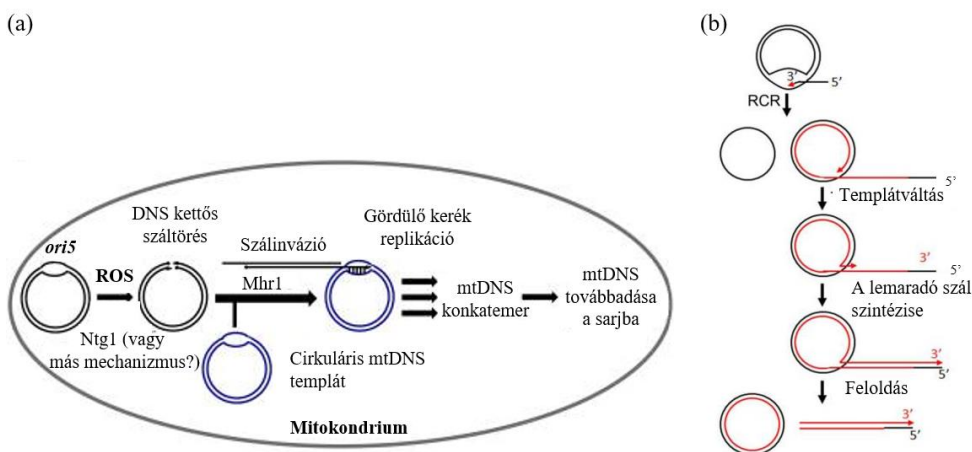 (a)
DNS kettős
száltörés
ori5
ROS
Ntg1 (vagy
más mechanizmus?)
Szálinvázió
Mhr1
Cirkuláris mtDNS
templát
Gördülő kerék
replikáció
mtDNS
konkatemer
mtDNS
továbbadása
a sarjba
Mitokondrium
(b)
3'
5'
RCR
5'
Templátváltás
3'
5'
A lemaradó szál
szintézise
3'
5'
Feloldás
3'
5'